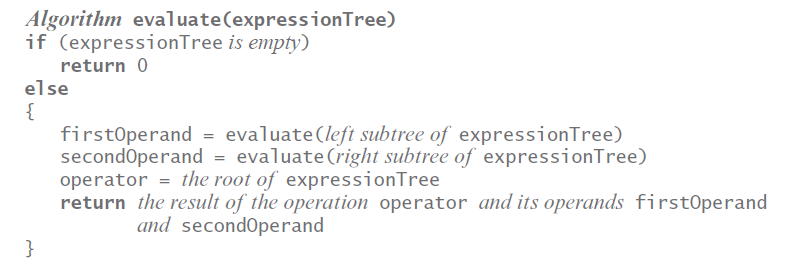 Algorithm evaluate(expressionTree)
if (expressionTree is empty)
return 0
else
{
firstOperand = evaluate(left subtree of expressionTree)
secondOperand = evaluate(right subtree of expressionTree)
operator = the root of expressionTree
return the result of the operation operator and its operands firstOperand
and secondOperand
}